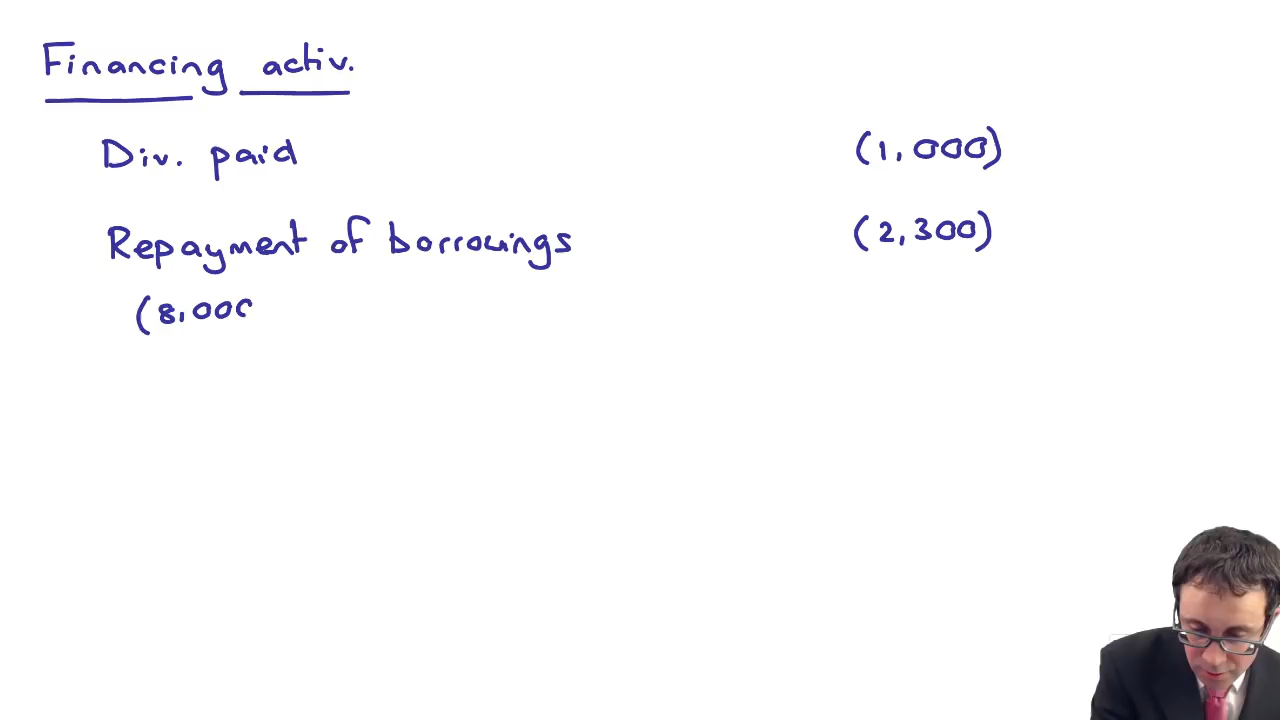 Financing activ.
Div. paid (1,000)
Repayment of borrowings (2,300)
(8,000